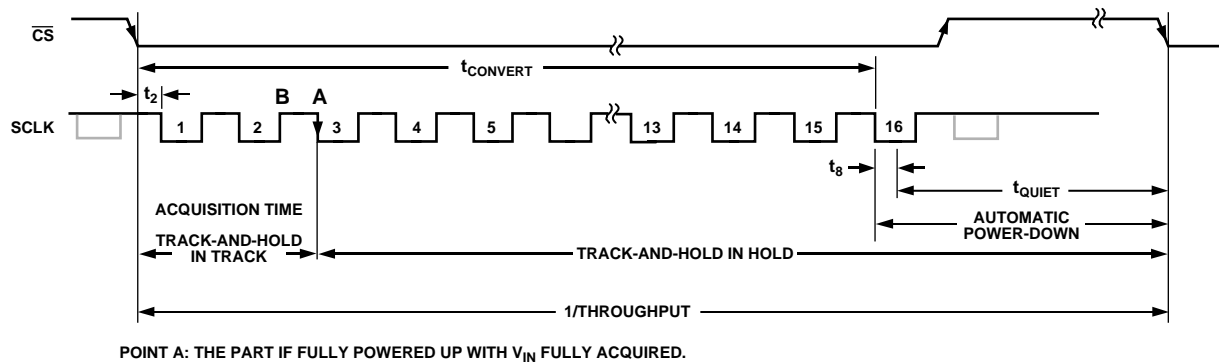 CS
tCONVERT
t2
B A
SCLK
1 2 3 4 5 13 14 15 16
t8
tQUIET
ACQUISITION TIME
AUTOMATIC
POWER-DOWN
TRACK-AND-HOLD
IN TRACK
TRACK-AND-HOLD IN HOLD
1/THROUGHPUT
POINT A: THE PART IF FULLY POWERED UP WITH VIN FULLY ACQUIRED.